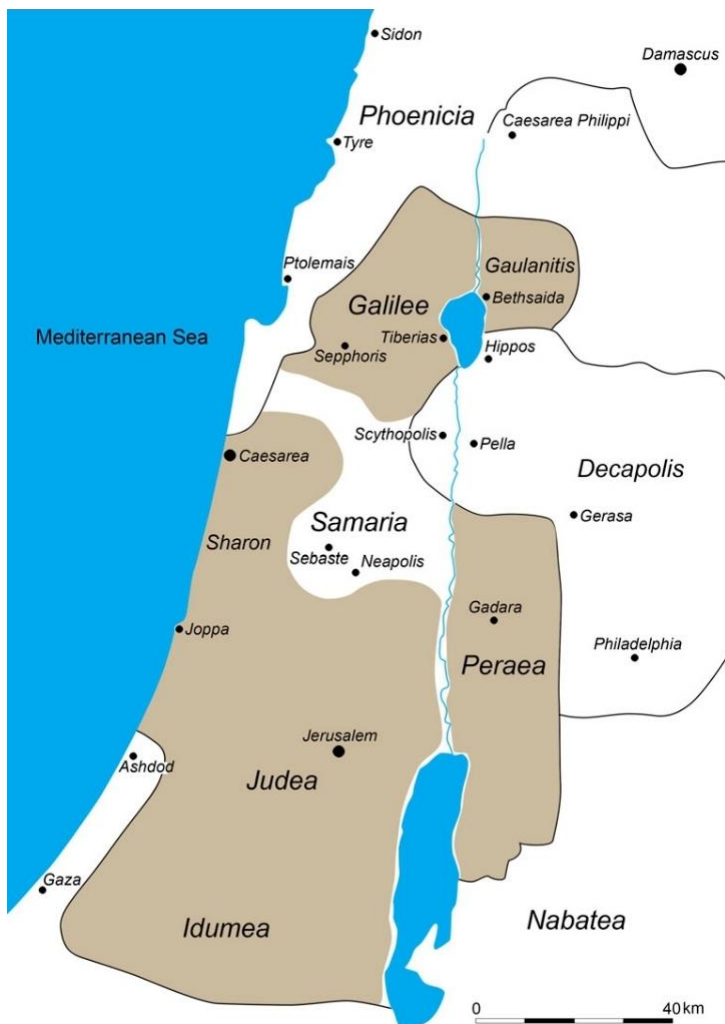 Sidon
Damascus
Phoenicia
Caesarea Philippi
Tyre
Ptolemais
Gaulanitis
Galilee
Bethsaida
Mediterranean Sea
Tiberias
Sepphoris
Hippos
Scythopolis
Pella
Caesarea
Decapolis
Samaria
Gerasa
Sharon
Sebaste
Neapolis
Gadara
Joppa
Philadelphia
Peraea
Jerusalem
Ashdod
Judea
Gaza
Idumea
Nabatea
0 40 km